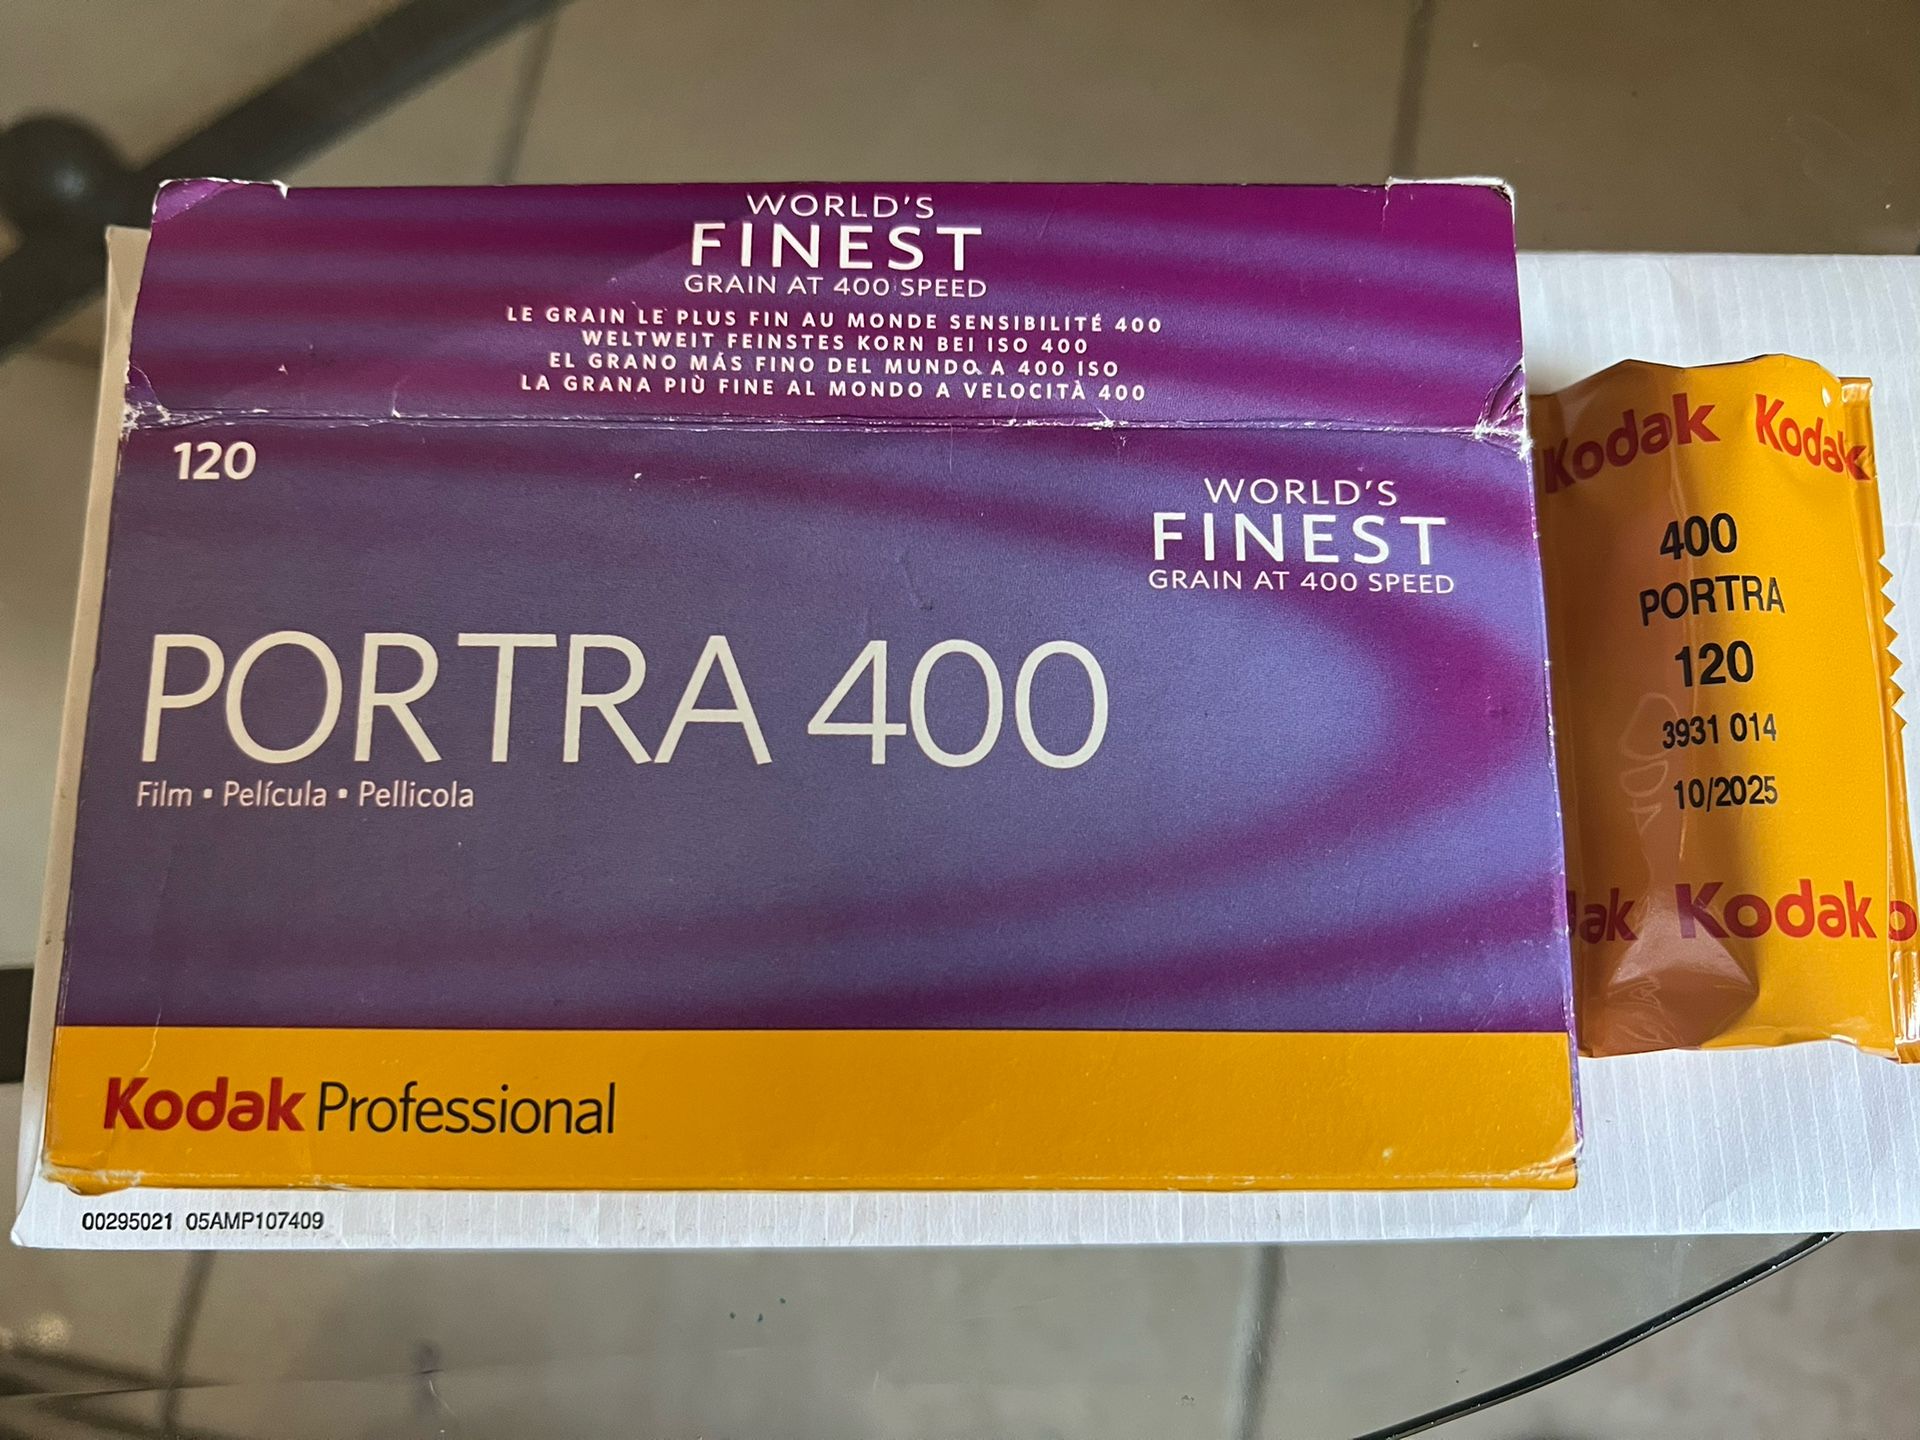 WORLD'S
FINEST
GRAIN AT 400 SPEED
LE GRAIN LE PLUS FIN AU MONDE SENSIBILITÉ 400
WELTWEIT FEINSTES KORN BEI ISO 400
EL GRANO MÁS FINO DEL MUNDO A 400 ISO
LA GRANA PIÙ FINE AL MONDO A VELOCITÀ 400
120
WORLD'S
FINEST
GRAIN AT 400 SPEED
PORTRA 400
Film • Película • Pellicola
Kodak Professional
00295021 05AMP107409
Kodak Kodak
400
PORTRA
120
3931 014
10/2025
Kodak